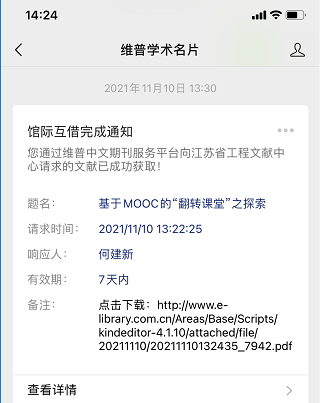 14:24
维普学术名片
2021年11月10日 13:30
馆际互借完成通知
您通过维普中文期刊服务平台向江苏省工程文献中
心请求的文献已成功获取！
题名： 基于MOOC的“翻转课堂”之探索
请求时间： 2021/11/10 13:22:25
响应人： 何建新
有效期： 7天内
备注： 点击下载：http://www.e-
library.com.cn/Areas/Base/Scripts/
kindeditor-4.1.10/attached/file/
20211110/20211110132435_7942.pdf
查看详情